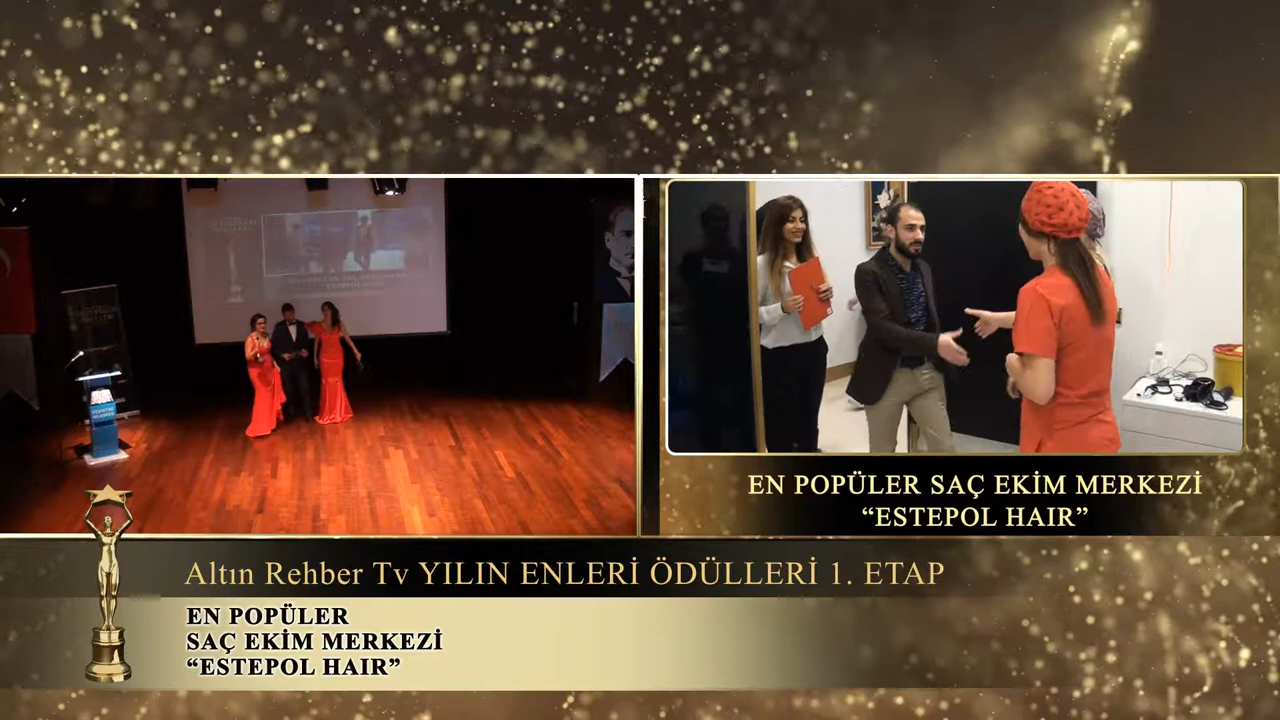 EN POPÜLER SAÇ EKİM MERKEZİ
“ESTEPOL HAIR”
Altın Rehber Tv YILIN ENLERİ ÖDÜLLERİ 1. ETAP
EN POPÜLER
SAÇ EKİM MERKEZİ
“ESTEPOL HAIR”